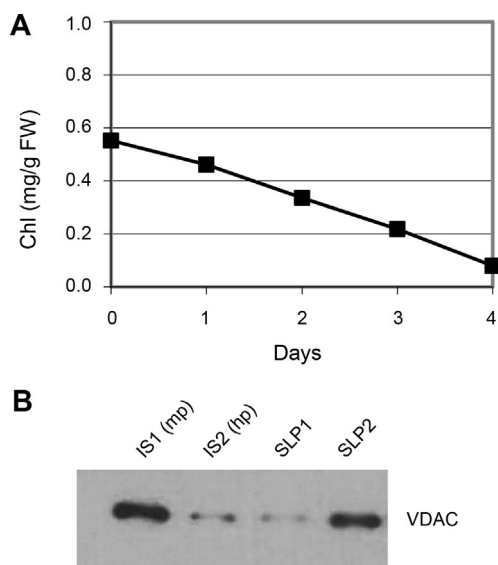 A
1.0
0.8
0.6
0.4
0.2
0.0
Chl (mg/g FW)
0 1 2 3 4
Days
B
IS1 (mp) IS2 (hp) SLP1 SLP2
VDAC